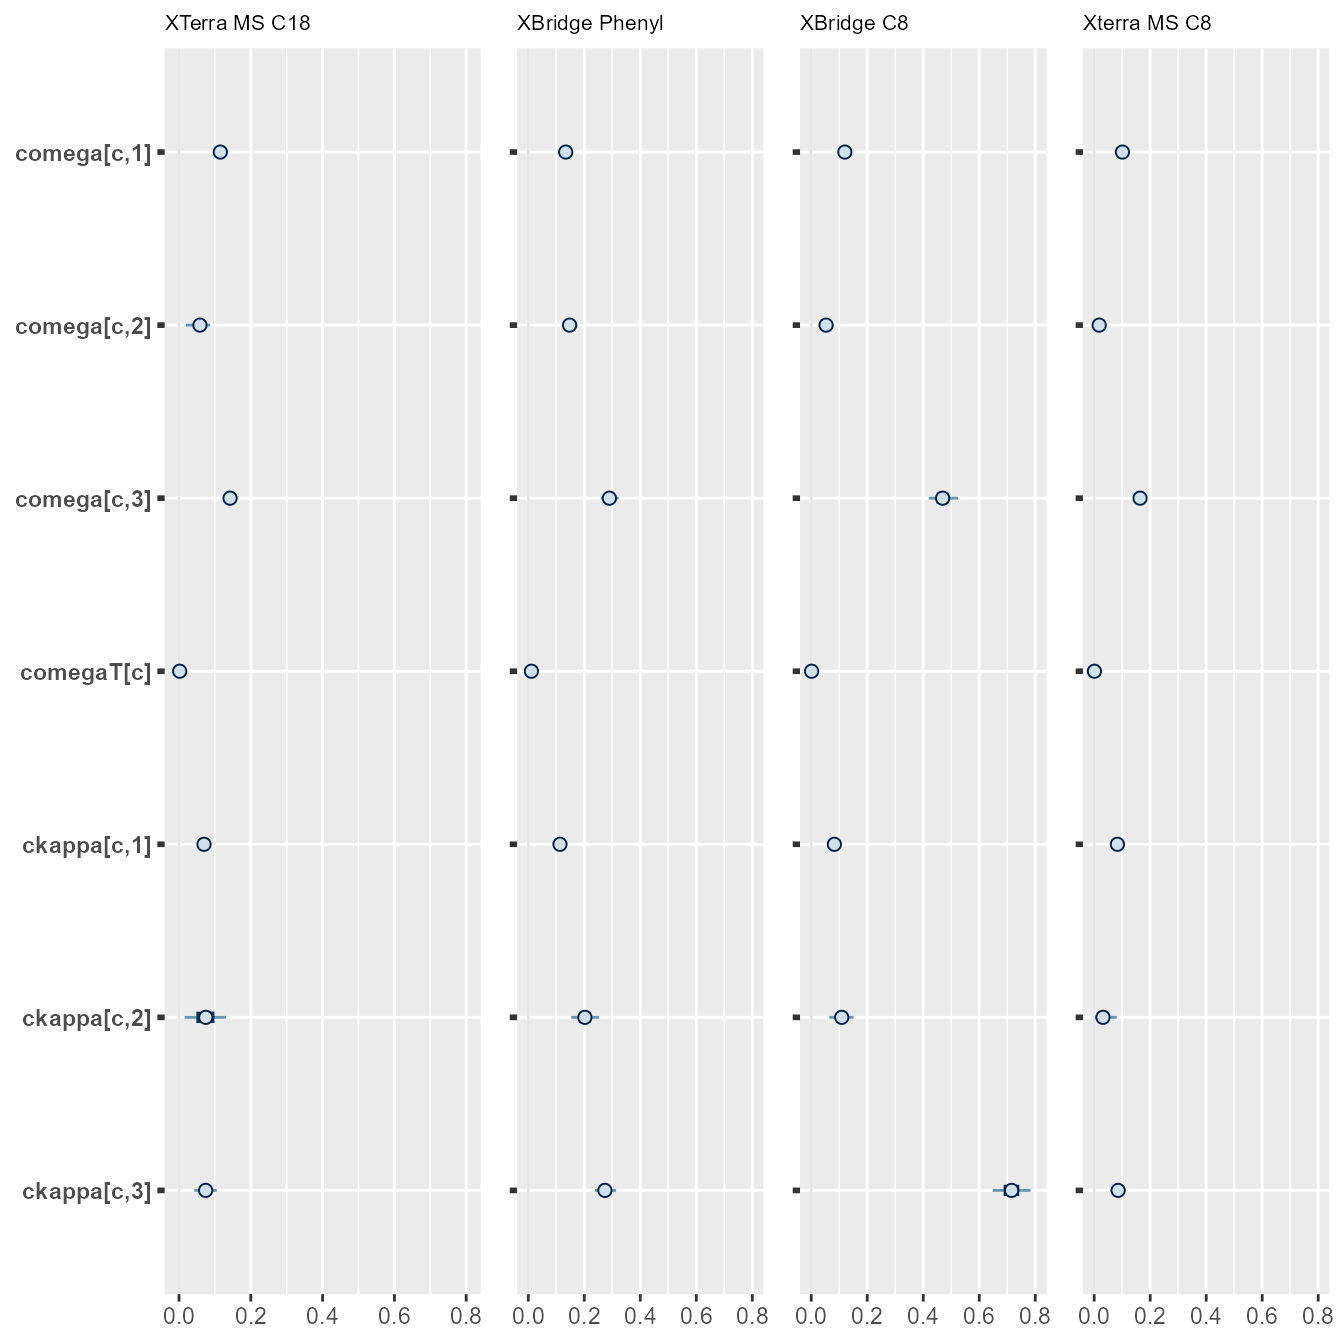 XTerra MS C18 XBridge Phenyl XBridge C8 Xterra MS C8
comega[c,1]
comega[c,2]
comega[c,3]
comegaT[c]
ckappa[c,1]
ckappa[c,2]
ckappa[c,3]
0.0 0.2 0.4 0.6 0.8 0.0 0.2 0.4 0.6 0.8 0.0 0.2 0.4 0.6 0.8 0.0 0.2 0.4 0.6 0.8